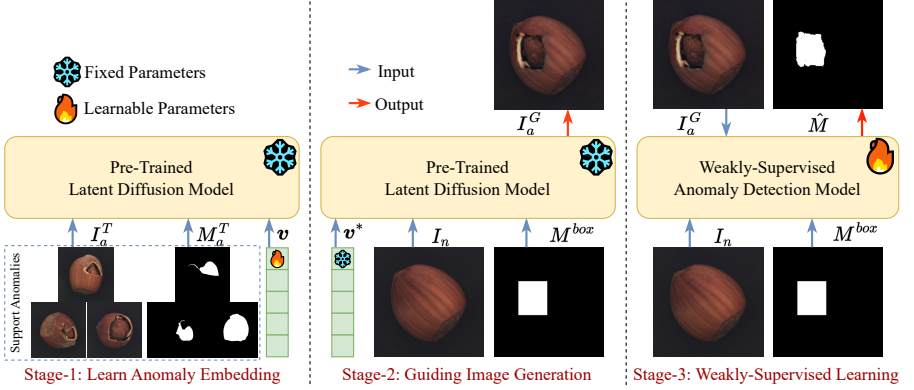 Fixed Parameters
Learnable Parameters
Input
Output
Pre-Trained
Latent Diffusion Model
I_a^T
M_a^T
v
Support Anomalies
Stage-1: Learn Anomaly Embedding
I_a^G
Pre-Trained
Latent Diffusion Model
v*
I_n
M^{box}
Stage-2: Guiding Image Generation
I_a^G
M̂
Weakly-Supervised
Anomaly Detection Model
I_n
M^{box}
Stage-3: Weakly-Supervised Learning